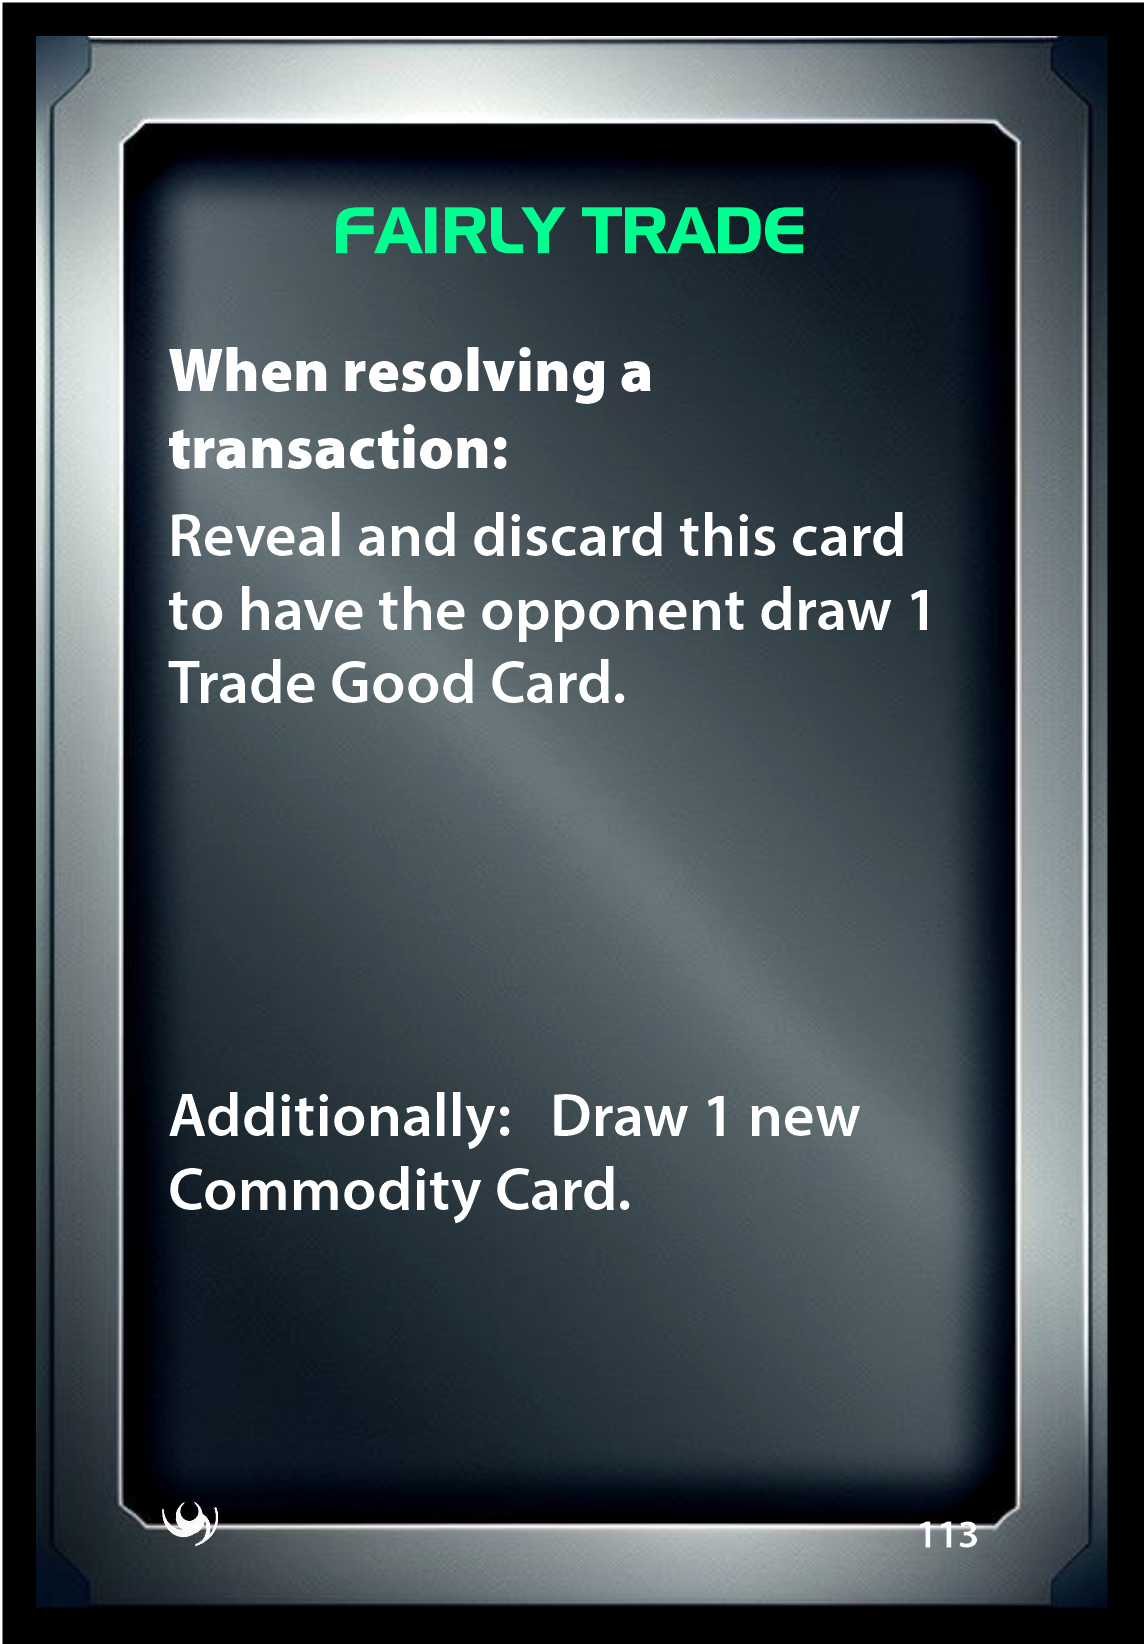 FAIRLY TRADE
When resolving a
transaction:
Reveal and discard this card
to have the opponent draw 1
Trade Good Card.
Additionally: Draw 1 new
Commodity Card.
113